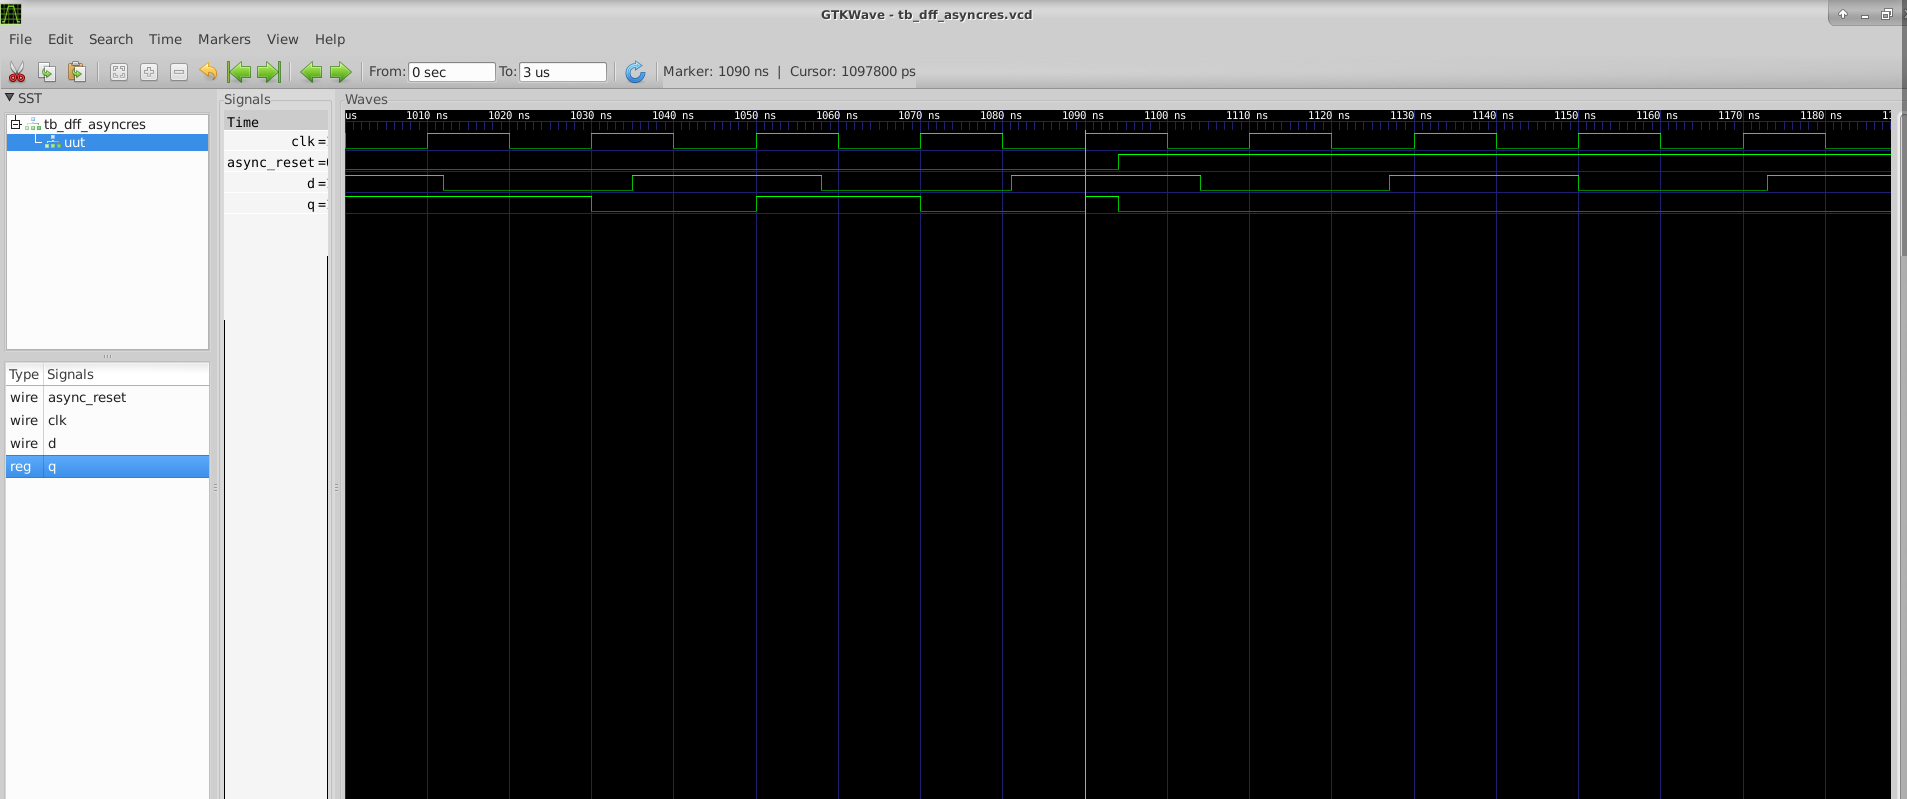 GTKWave - tb_dff_asyncres.vcd
File Edit Search Time Markers View Help
From: 0 sec To: 3 us Marker: 1090 ns | Cursor: 1097800 ps
SST
tb_dff_asyncres
uut
Type Signals
wire async_reset
wire clk
wire d
reg q
Signals
Time
clk =
async_reset =
d =
q =
Waves
us 1010 ns 1020 ns 1030 ns 1040 ns 1050 ns 1060 ns 1070 ns 1080 ns 1090 ns 1100 ns 1110 ns 1120 ns 1130 ns 1140 ns 1150 ns 1160 ns 1170 ns 1180 ns